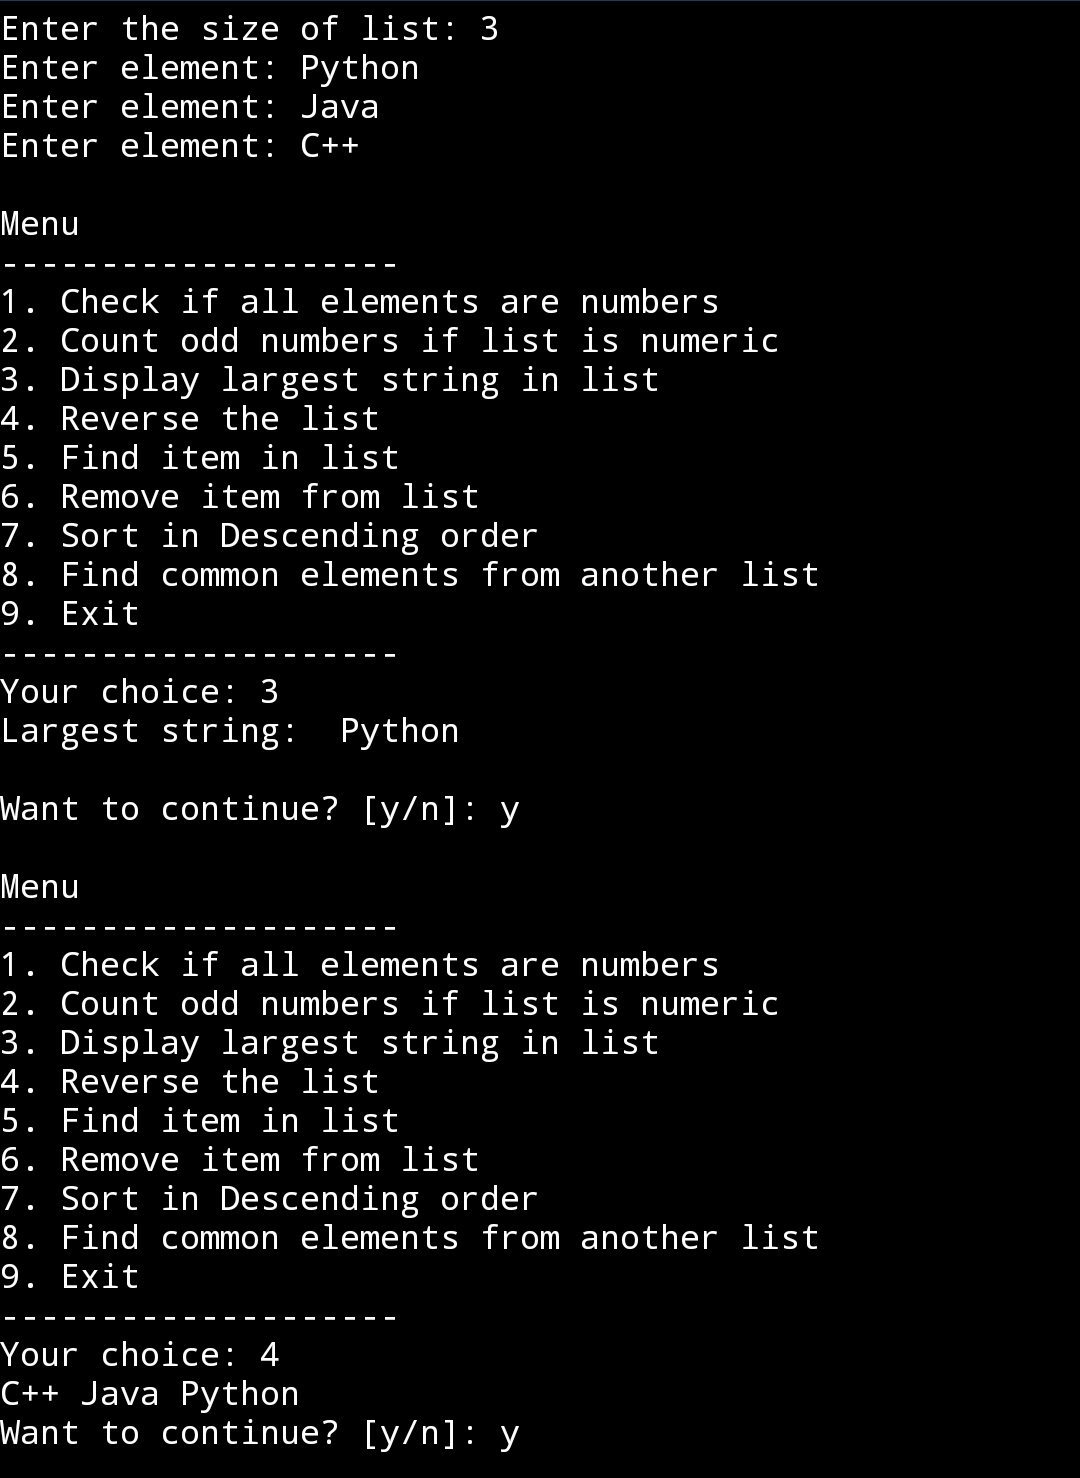 Enter the size of list: 3
Enter element: Python
Enter element: Java
Enter element: C++
Menu
--------------------
1. Check if all elements are numbers
2. Count odd numbers if list is numeric
3. Display largest string in list
4. Reverse the list
5. Find item in list
6. Remove item from list
7. Sort in Descending order
8. Find common elements from another list
9. Exit
--------------------
Your choice: 3
Largest string:  Python
Want to continue? [y/n]: y
Menu
--------------------
1. Check if all elements are numbers
2. Count odd numbers if list is numeric
3. Display largest string in list
4. Reverse the list
5. Find item in list
6. Remove item from list
7. Sort in Descending order
8. Find common elements from another list
9. Exit
--------------------
Your choice: 4
C++ Java Python
Want to continue? [y/n]: y